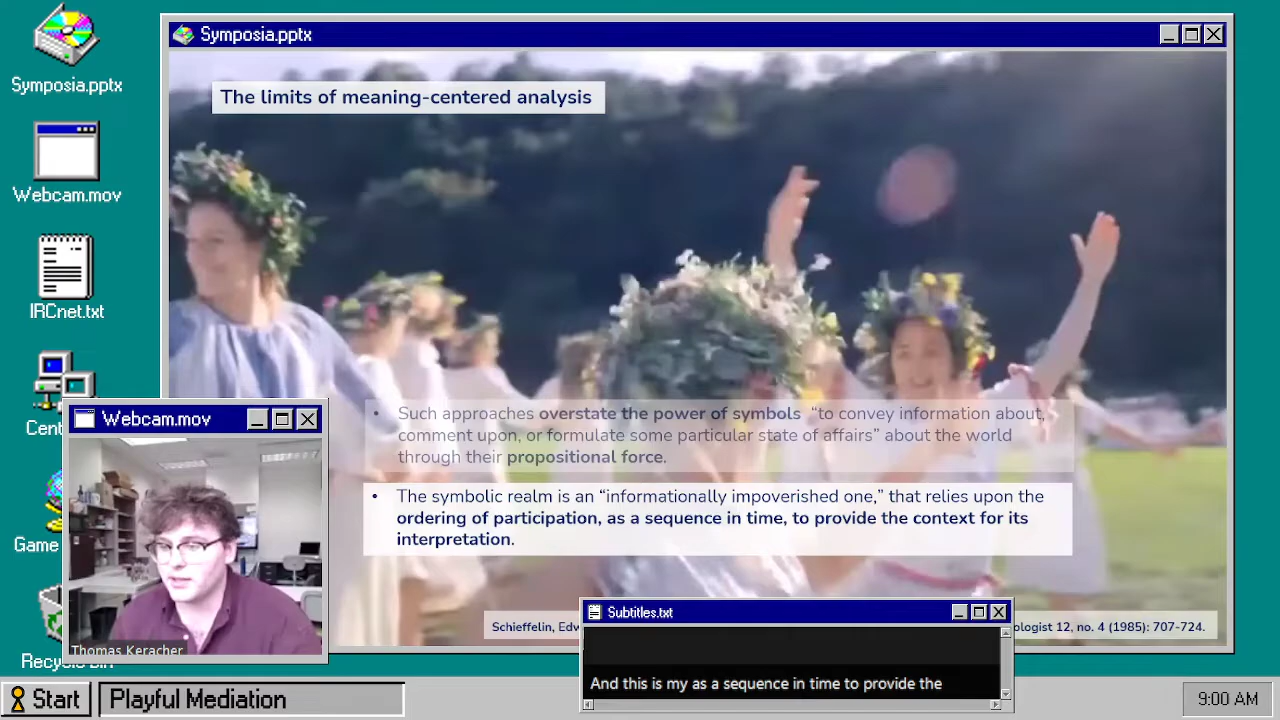 Symposia.pptx
Symposia.pptx
The limits of meaning-centered analysis
Webcam.mov
IRCnet.txt
Cent
Webcam.mov
• Such approaches overstate the power of symbols “to convey information about,
comment upon, or formulate some particular state of affairs” about the world
through their propositional force.
• The symbolic realm is an “informationally impoverished one,” that relies upon the
ordering of participation, as a sequence in time, to provide the context for its
interpretation.
Game
Subtitles.txt
Schieffelin, Edw
ologist 12, no. 4 (1985): 707-724.
Thomas Keracher
Recycle Bin
And this is my as a sequence in time to provide the
Start
Playful Mediation
9:00 AM